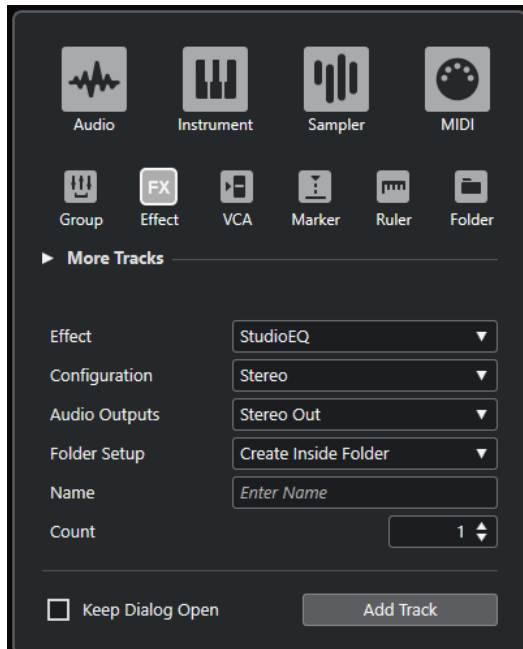 Audio Instrument Sampler MIDI
FX
Group Effect VCA Marker Ruler Folder
More Tracks
Effect StudioEQ
Configuration Stereo
Audio Outputs Stereo Out
Folder Setup Create Inside Folder
Name Enter Name
Count 1
Keep Dialog Open Add Track